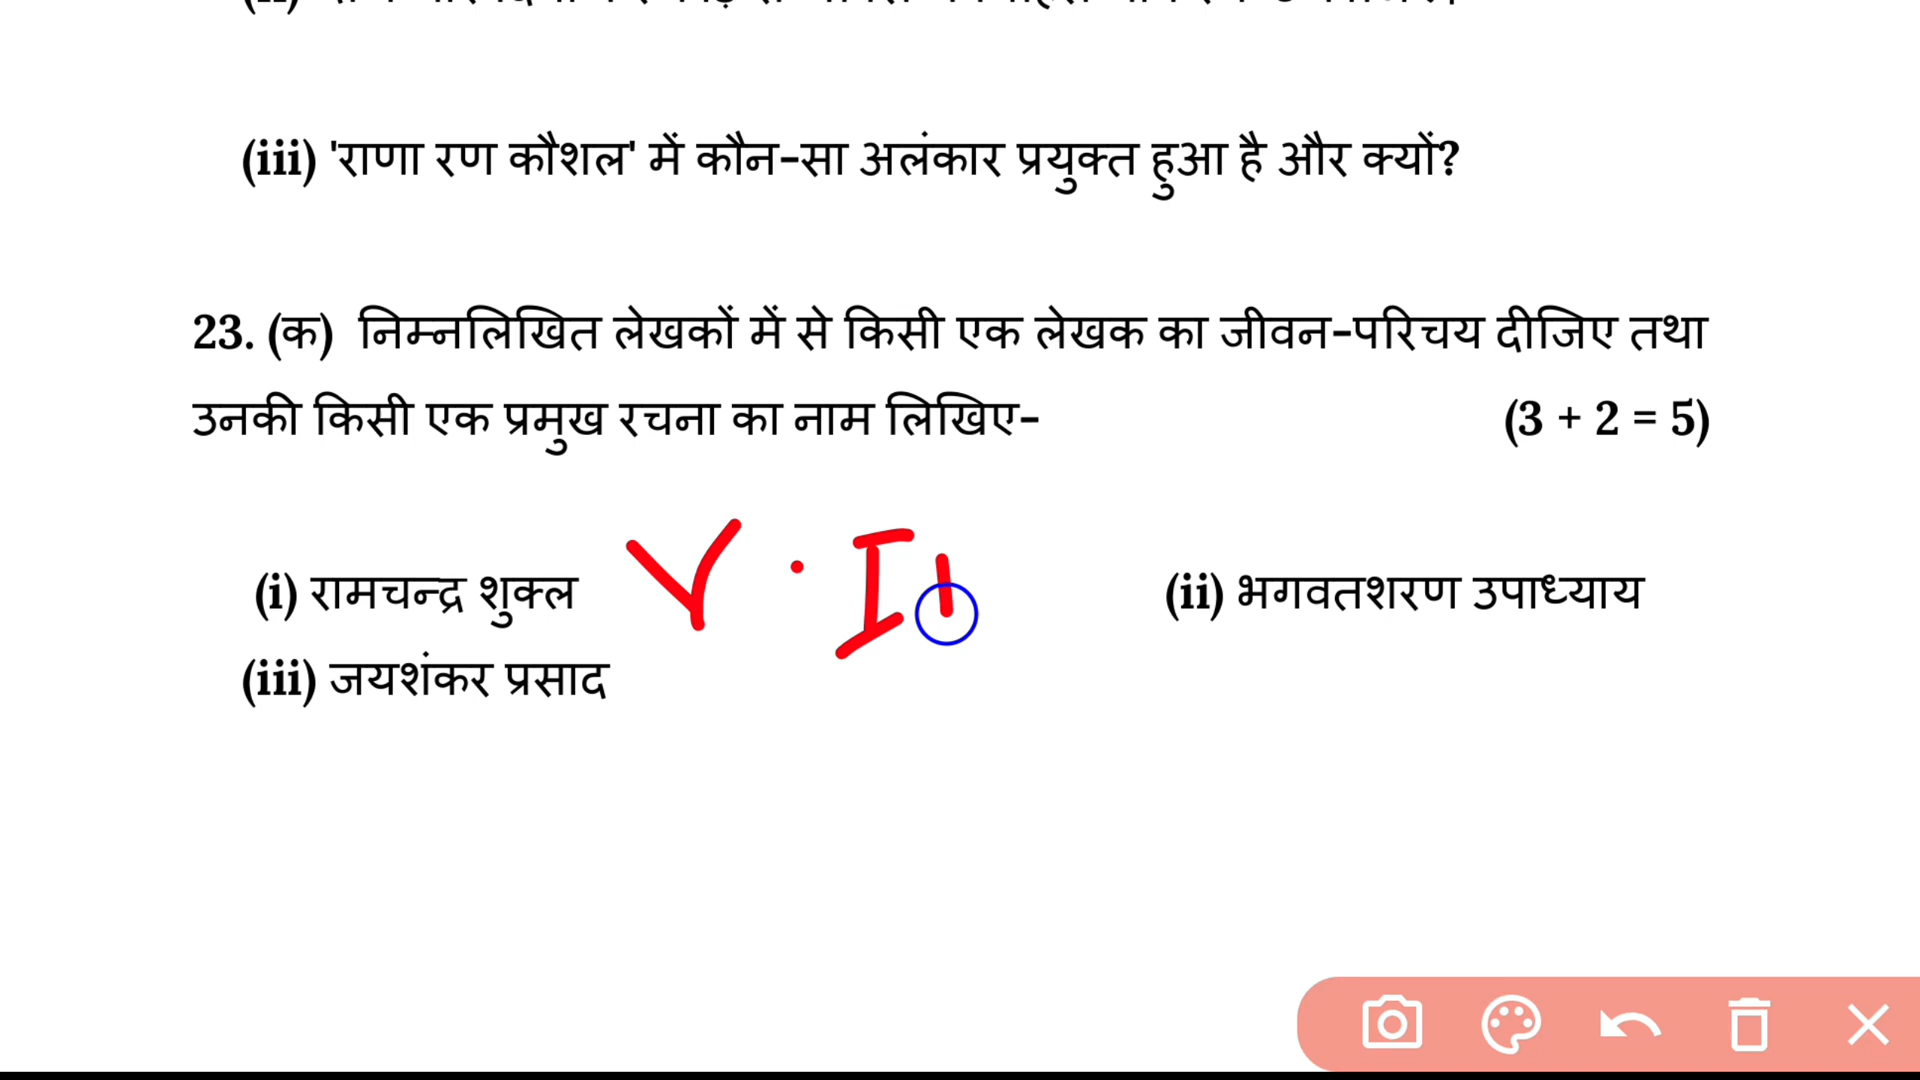 (iii) 'राणा रण कौशल' में कौन-सा अलंकार प्रयुक्त हुआ है और क्यों?
23. (क) निम्नलिखित लेखकों में से किसी एक लेखक का जीवन-परिचय दीजिए तथा
उनकी किसी एक प्रमुख रचना का नाम लिखिए- (3 + 2 = 5)
(i) रामचन्द्र शुक्ल V . I (ii) भगवतशरण उपाध्याय
(iii) जयशंकर प्रसाद